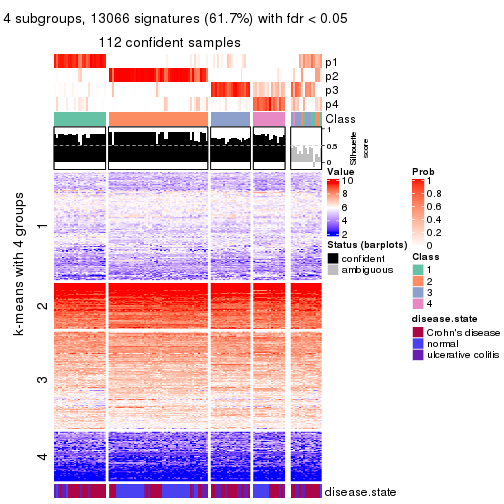 4 subgroups, 13066 signatures (61.7%) with fdr < 0.05
112 confident samples
p1
p2
p3
p4
Class
1
0.5
0
Silhouette
score
k-means with 4 groups
1
2
3
4
disease.state
Value
10
8
6
4
2
Status (barplots)
confident
ambiguous
Prob
1
0.8
0.6
0.4
0.2
0
Class
1
2
3
4
disease.state
Crohn's disease
normal
ulcerative colitis